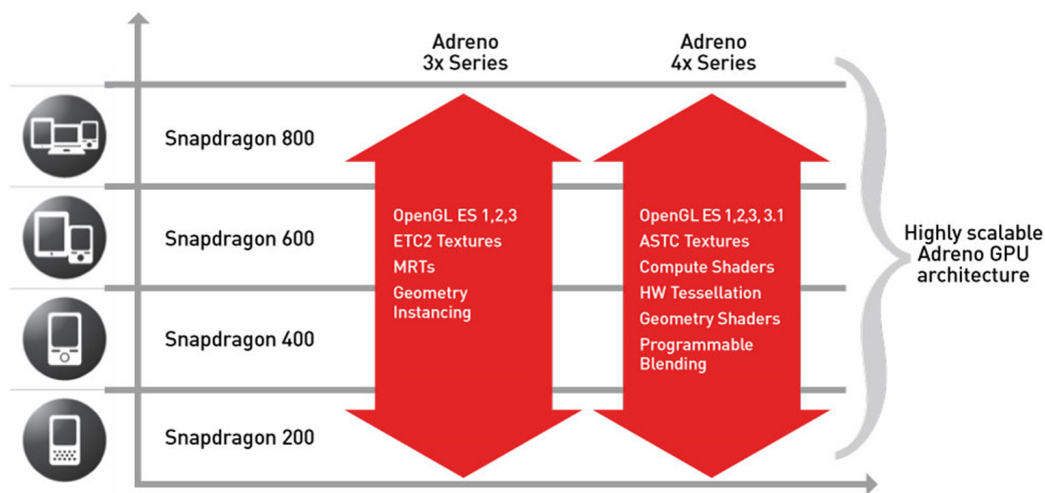 Adreno
3x Series
Adreno
4x Series
Snapdragon 800
Snapdragon 600
Snapdragon 400
Snapdragon 200
OpenGL ES 1,2,3
ETC2 Textures
MRTs
Geometry
Instancing
OpenGL ES 1,2,3, 3.1
ASTC Textures
Compute Shaders
HW Tessellation
Geometry Shaders
Programmable
Blending
Highly scalable
Adreno GPU
architecture